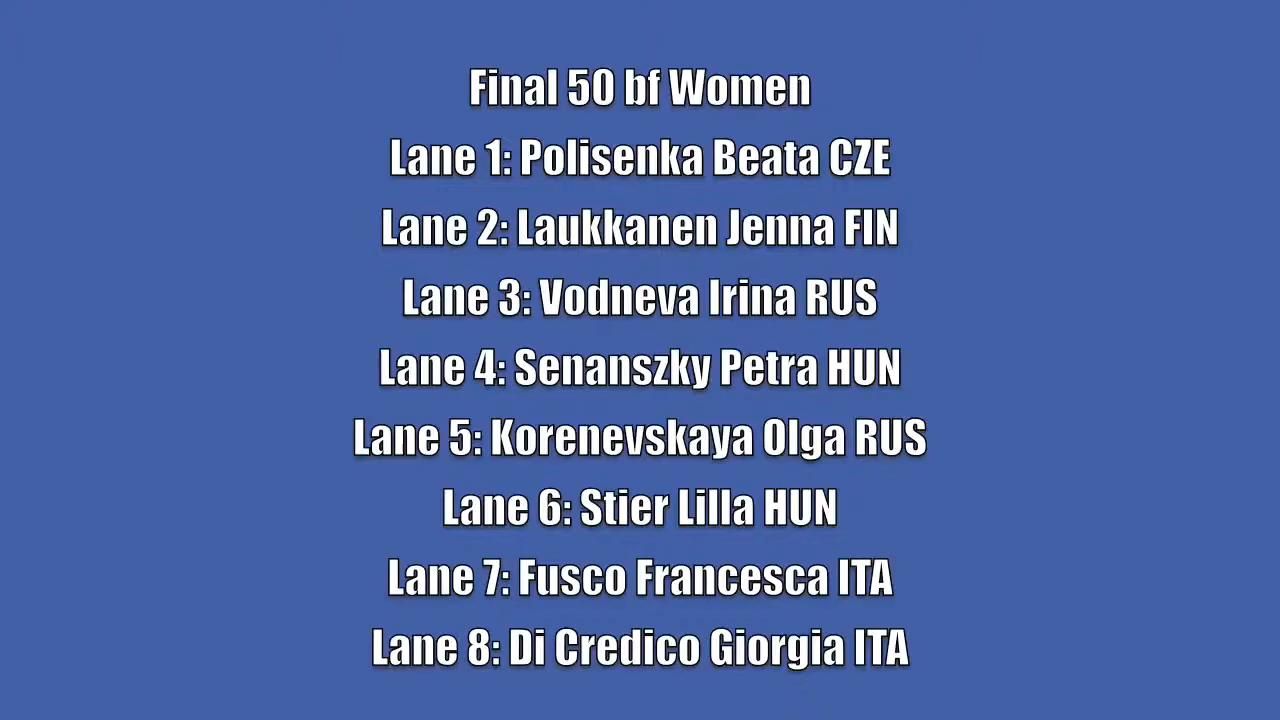 Final 50 bf Women
Lane 1: Polisenka Beata CZE
Lane 2: Laukkanen Jenna FIN
Lane 3: Vodneva Irina RUS
Lane 4: Senanszky Petra HUN
Lane 5: Korenevskaya Olga RUS
Lane 6: Stier Lilla HUN
Lane 7: Fusco Francesca ITA
Lane 8: Di Credico Giorgia ITA